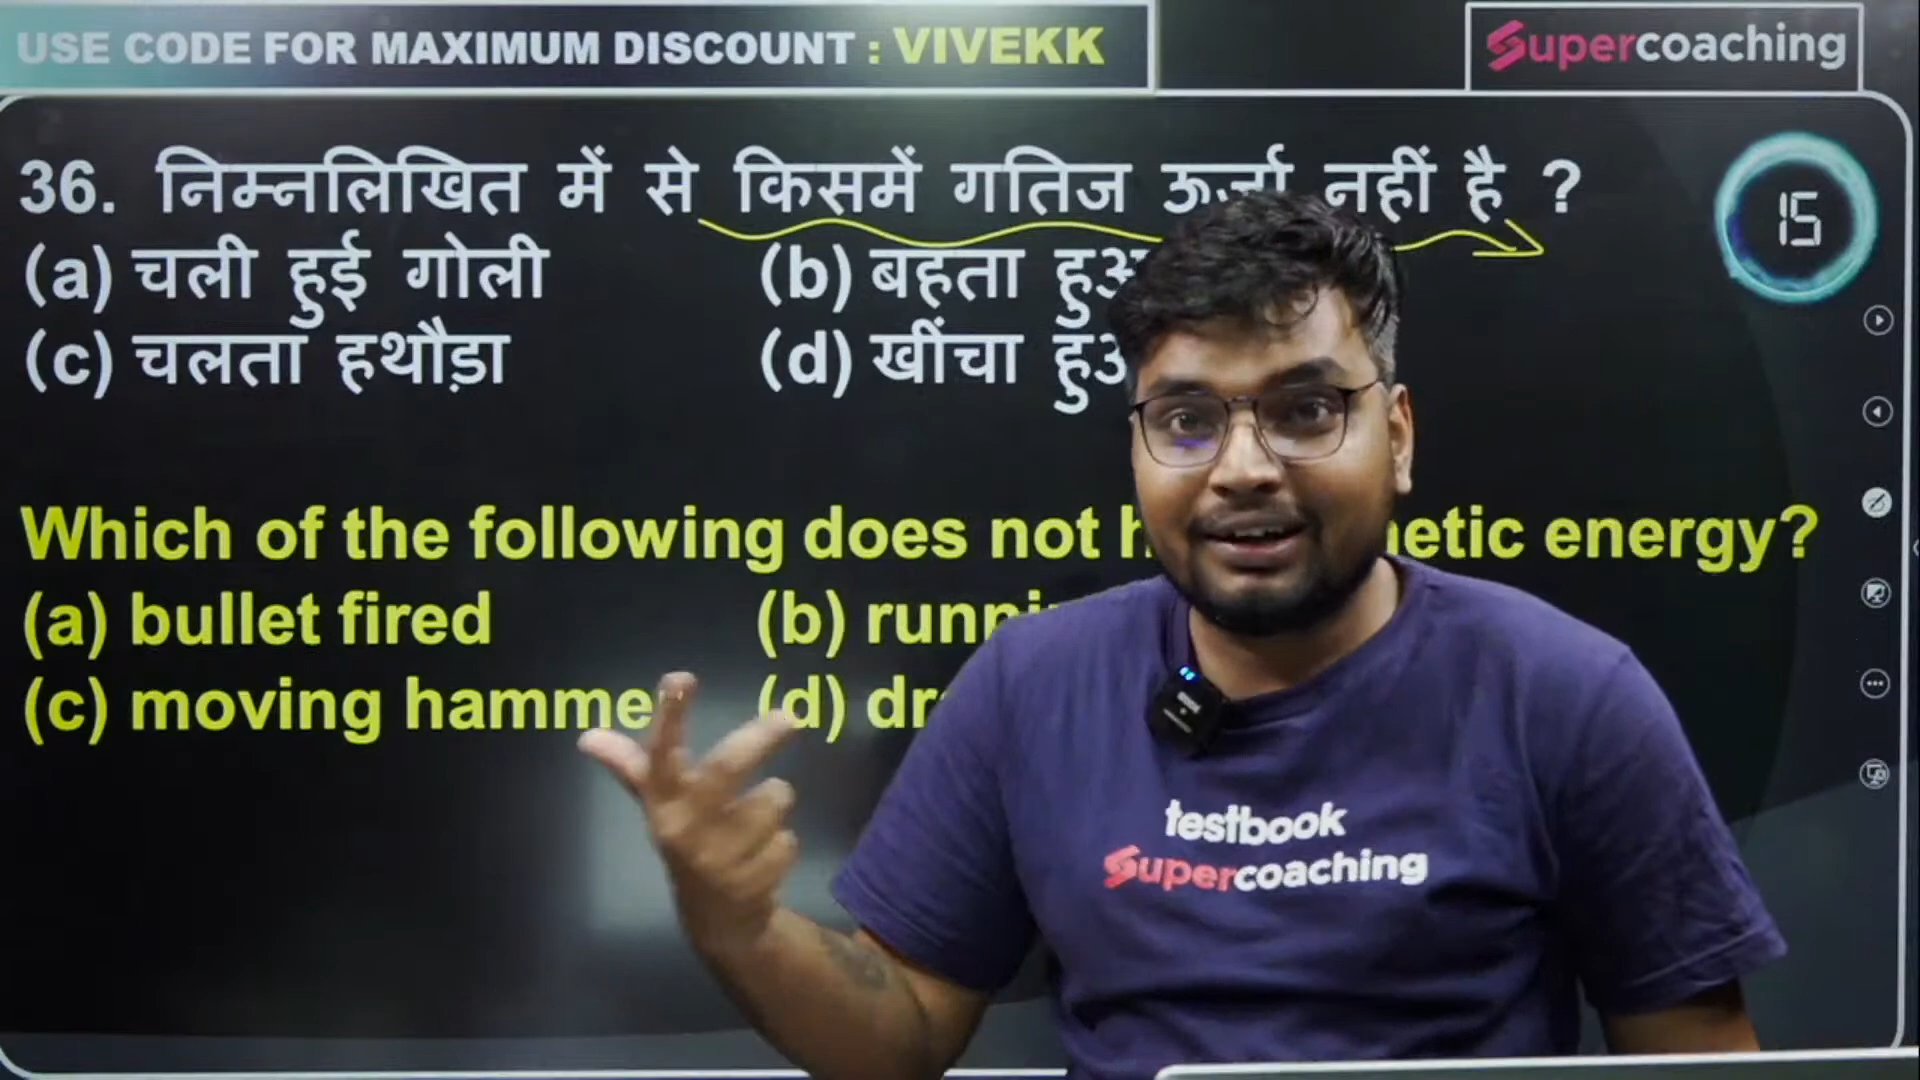 USE CODE FOR MAXIMUM DISCOUNT : VIVEKK
Supercoaching
36. निम्नलिखित में से किसमें गतिज ऊर्जा नहीं है ?
15
(a) चली हुई गोली (b) बहता
(c) चलता हथौड़ा (d) खींचा
Which of the following does not energy?
(a) bullet fired (b)
(c) moving (d)
testbook
Supercoaching